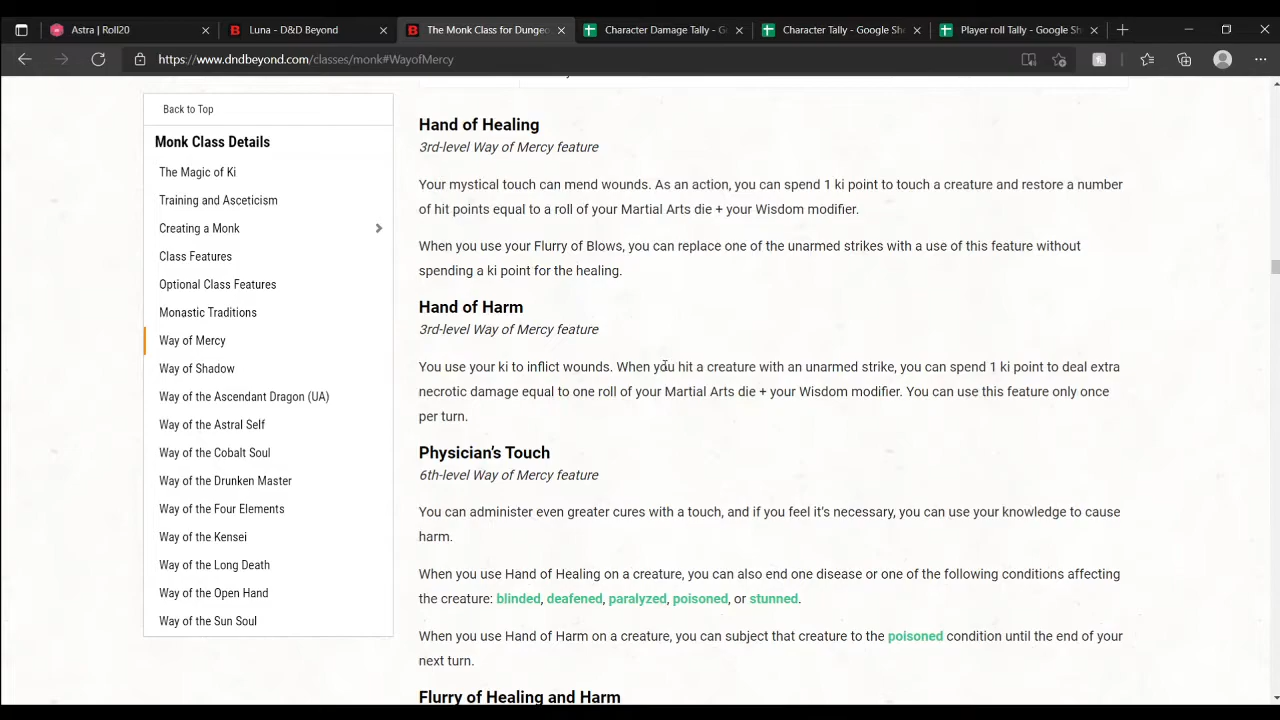 Astra | Roll20
Luna - D&D Beyond
The Monk Class for Dunge
Character Damage Tally - G
Character Tally - Google Sh
Player roll Tally - Google Sh
https://www.dndbeyond.com/classes/monk#WayofMercy
Back to Top
Monk Class Details
The Magic of Ki
Training and Asceticism
Creating a Monk
Class Features
Optional Class Features
Monastic Traditions
Way of Mercy
Way of Shadow
Way of the Ascendant Dragon (UA)
Way of the Astral Self
Way of the Cobalt Soul
Way of the Drunken Master
Way of the Four Elements
Way of the Kensei
Way of the Long Death
Way of the Open Hand
Way of the Sun Soul
Hand of Healing
3rd-level Way of Mercy feature
Your mystical touch can mend wounds. As an action, you can spend 1 ki point to touch a creature and restore a number
of hit points equal to a roll of your Martial Arts die + your Wisdom modifier.
When you use your Flurry of Blows, you can replace one of the unarmed strikes with a use of this feature without
spending a ki point for the healing.
Hand of Harm
3rd-level Way of Mercy feature
You use your ki to inflict wounds. When you hit a creature with an unarmed strike, you can spend 1 ki point to deal extra
necrotic damage equal to one roll of your Martial Arts die + your Wisdom modifier. You can use this feature only once
per turn.
Physician's Touch
6th-level Way of Mercy feature
You can administer even greater cures with a touch, and if you feel it's necessary, you can use your knowledge to cause
harm.
When you use Hand of Healing on a creature, you can also end one disease or one of the following conditions affecting
the creature: blinded, deafened, paralyzed, poisoned, or stunned.
When you use Hand of Harm on a creature, you can subject that creature to the poisoned condition until the end of your
next turn.
Flurry of Healing and Harm